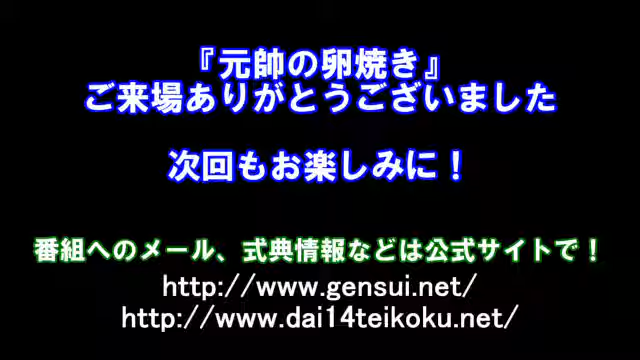 『元帥の卵焼き』
ご来場ありがとうございました
次回もお楽しみに！
番組へのメール、式典情報などは公式サイトで！
http://www.gensui.net/
http://www.dai14teikoku.net/